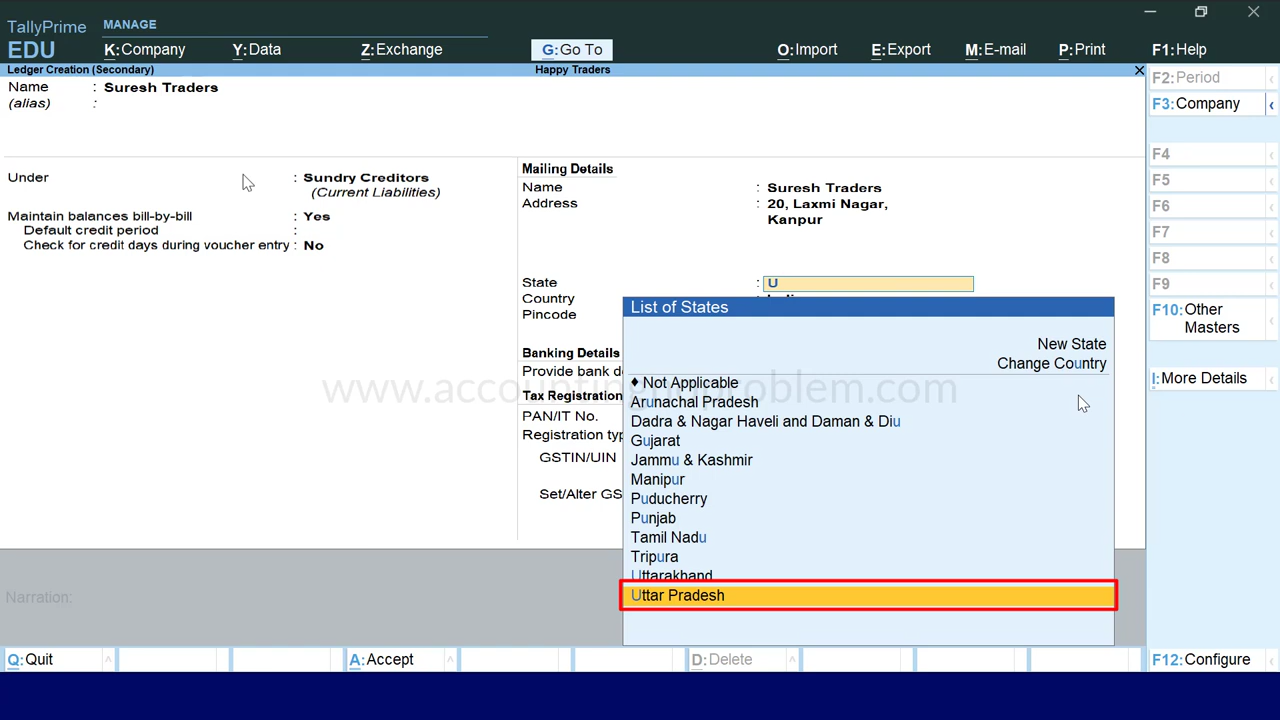 TallyPrime
EDU
MANAGE
K:Company Y:Data Z:Exchange G:Go To O:Import E:Export M:E-mail P:Print F1:Help
Ledger Creation (Secondary) Happy Traders
Name : Suresh Traders
(alias) :
Under : Sundry Creditors
(Current Liabilities)
Maintain balances bill-by-bill : Yes
Default credit period :
Check for credit days during voucher entry : No
Mailing Details
Name : Suresh Traders
Address : 20, Laxmi Nagar,
Kanpur
State : U
Country :
Pincode
Banking Details
Provide bank
Tax Registration
PAN/IT No.
Registration
GSTIN/UIN
Set/Alter
List of States
New State
Change Country
♦ Not Applicable
Arunachal Pradesh
Dadra & Nagar Haveli and Daman & Diu
Gujarat
Jammu & Kashmir
Manipur
Puducherry
Punjab
Tamil Nadu
Tripura
Uttarakhand
Uttar Pradesh
Narration:
Q:Quit A:Accept D:Delete F12:Configure
F2:Period
F3:Company
F4
F5
F6
F7
F8
F9
F10:Other
Masters
I:More Details